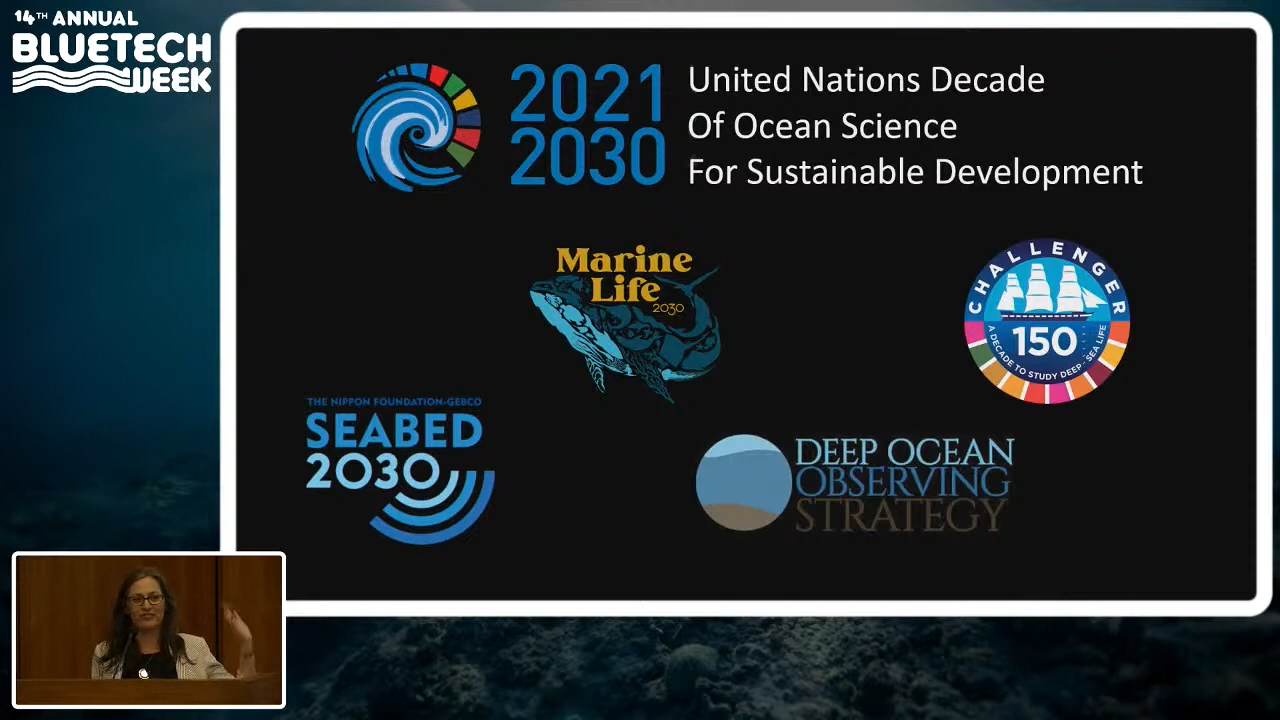 14TH ANNUAL
BLUETECH
WEEK
2021
2030
United Nations Decade
Of Ocean Science
For Sustainable Development
Marine
Life
2030
CHALLENGER
150
A DECADE TO STUDY DEEP-SEA LIFE
THE NIPPON FOUNDATION-GEBCO
SEABED
2030
DEEP OCEAN
OBSERVING
STRATEGY